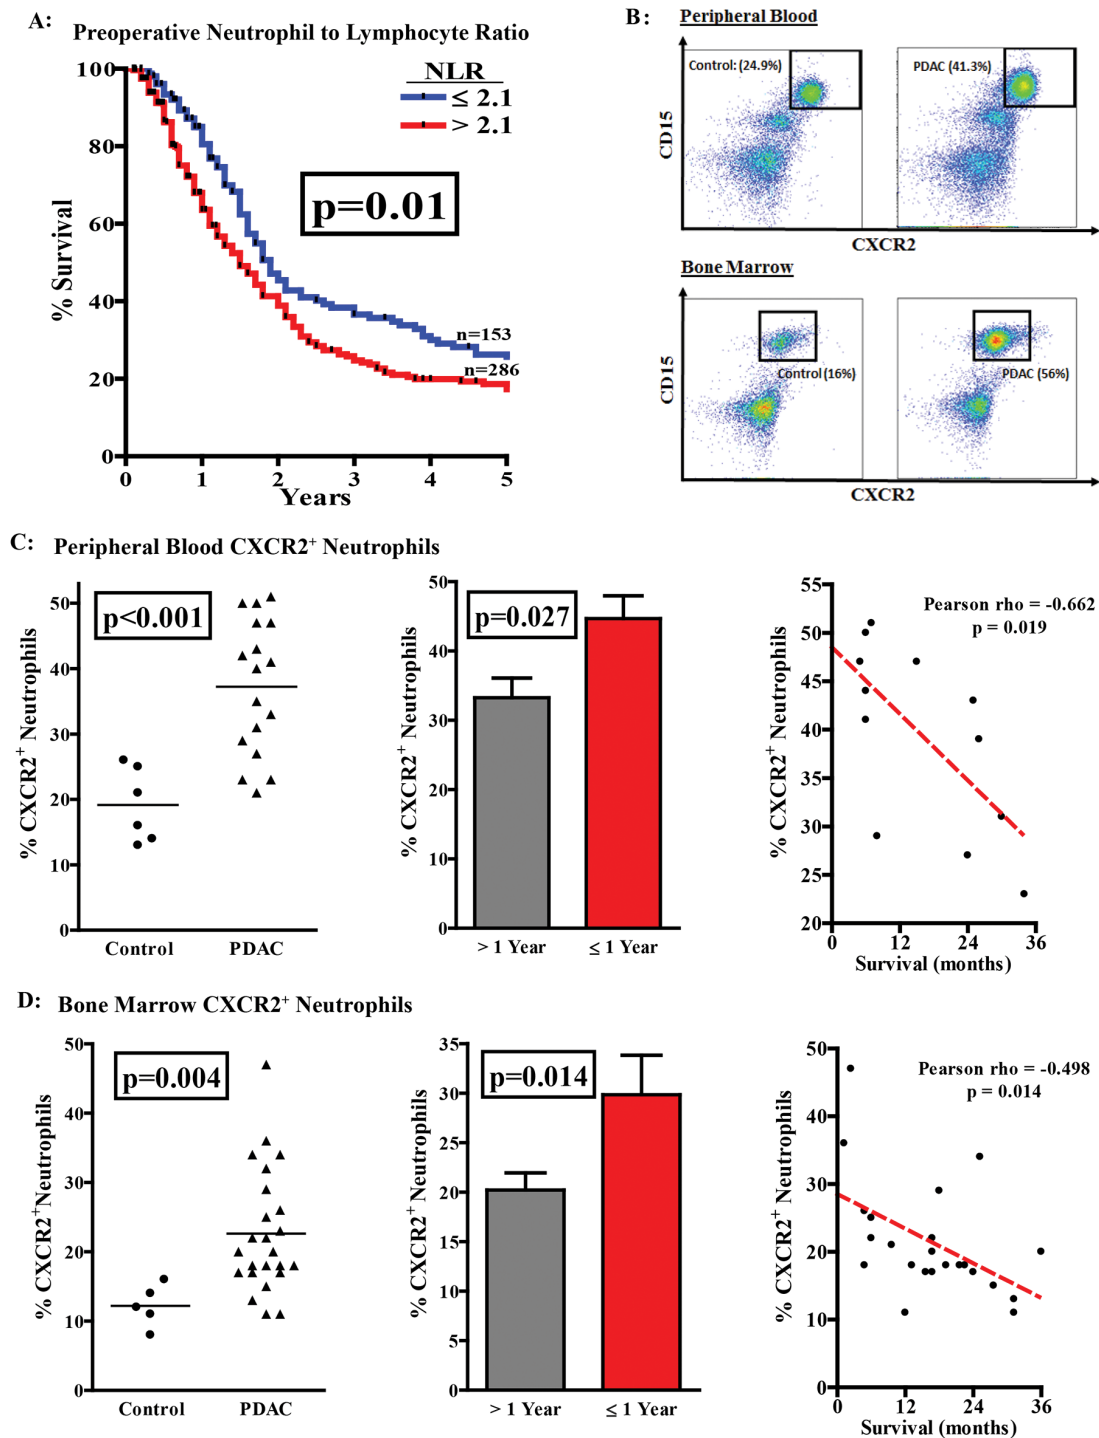 A: Preoperative Neutrophil to Lymphocyte Ratio
NLR
≤ 2.1
> 2.1
p=0.01
% Survival
100
80
60
40
20
0
n=153
n=286
0 1 2 3 4 5
Years
B: Peripheral Blood
Control: (24.9%)
PDAC (41.3%)
CD15
CXCR2
Bone Marrow
Control (16%)
PDAC (56%)
CD15
CXCR2
C: Peripheral Blood CXCR2⁺ Neutrophils
p<0.001
% CXCR2⁺ Neutrophils
50
40
30
20
10
0
Control PDAC
p=0.027
% CXCR2⁺ Neutrophils
50
40
30
20
10
0
> 1 Year ≤ 1 Year
Pearson rho = -0.662
p = 0.019
% CXCR2⁺ Neutrophils
55
50
45
40
35
30
25
20
0 12 24 36
Survival (months)
D: Bone Marrow CXCR2⁺ Neutrophils
p=0.004
% CXCR2⁺Neutrophils
50
40
30
20
10
0
Control PDAC
p=0.014
% CXCR2⁺ Neutrophils
35
30
25
20
15
10
5
0
> 1 Year ≤ 1 Year
Pearson rho = -0.498
p = 0.014
% CXCR2⁺ Neutrophils
50
40
30
20
10
0
0 12 24 36
Survival (months)